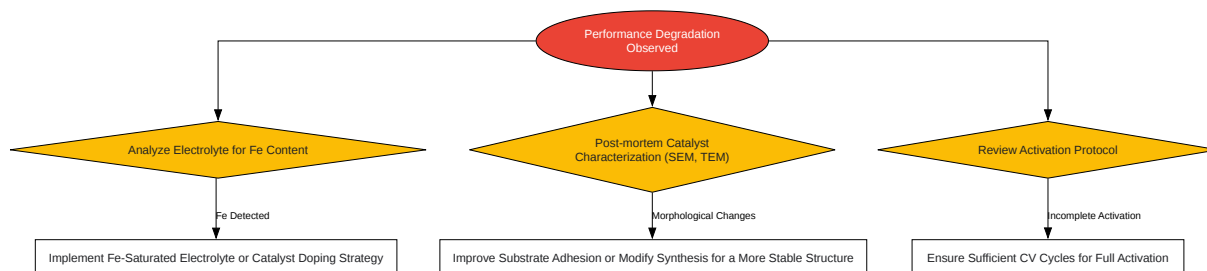 Performance Degradation
Observed
Analyze Electrolyte for Fe Content
Post-mortem Catalyst
Characterization (SEM, TEM)
Review Activation Protocol
Fe Detected
Morphological Changes
Incomplete Activation
Implement Fe-Saturated Electrolyte or Catalyst Doping Strategy
Improve Substrate Adhesion or Modify Synthesis for a More Stable Structure
Ensure Sufficient CV Cycles for Full Activation